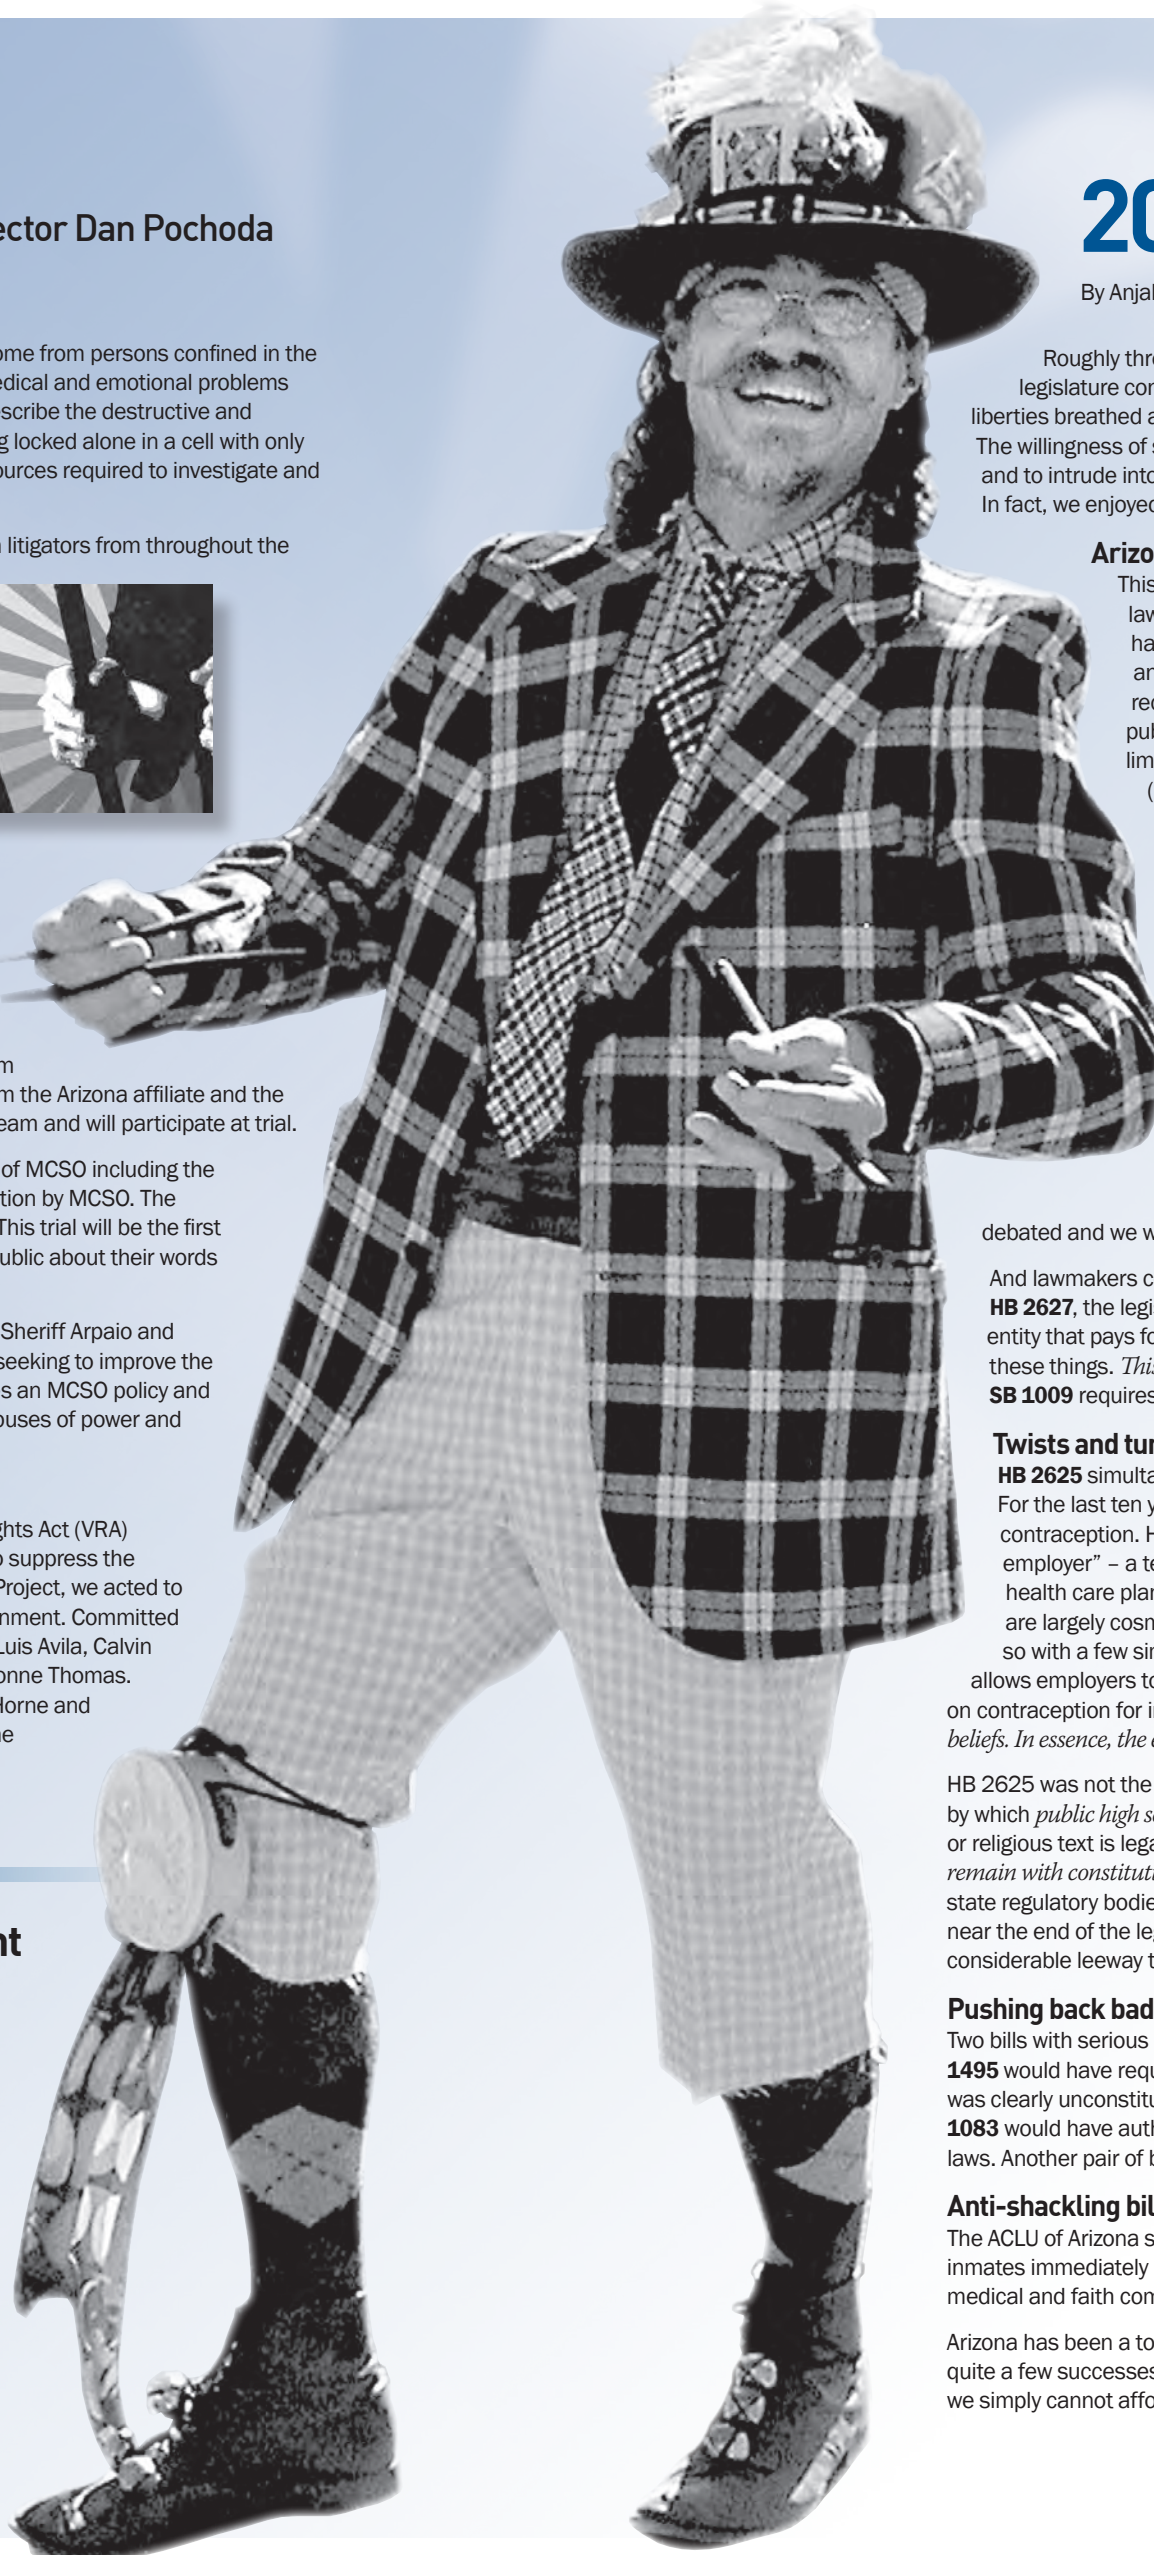 ector Dan Pochoda
ome from persons confined in the
edical and emotional problems
scribe the destructive and
g locked alone in a cell with only
ources required to investigate and
litigators from throughout the
m
m the Arizona affiliate and the
eam and will participate at trial.
of MCSO including the
tion by MCSO. The
This trial will be the first
ublic about their words
Sheriff Arpaio and
seeking to improve the
s an MCSO policy and
ouses of power and
ghts Act (VRA)
o suppress the
Project, we acted to
nment. Committed
Luis Avila, Calvin
onne Thomas.
Horne and
ne
nt
20
By Anjal
Roughly thre
legislature con
liberties breathed a
The willingness of s
and to intrude into
In fact, we enjoyed
Arizo
This
law
ha
an
rec
pub
lim
(
debated and we w
And lawmakers c
HB 2627, the legis
entity that pays fo
these things. This
SB 1009 requires
Twists and tur
HB 2625 simulta
For the last ten y
contraception. H
employer” – a te
health care plan
are largely cosm
so with a few sim
allows employers to
on contraception for i
beliefs. In essence, the e
HB 2625 was not the
by which public high sc
or religious text is lega
remain with constituti
state regulatory bodie
near the end of the leg
considerable leeway t
Pushing back bad
Two bills with serious
1495 would have requ
was clearly unconstitu
1083 would have auth
laws. Another pair of b
Anti-shackling bil
The ACLU of Arizona s
inmates immediately
medical and faith com
Arizona has been a to
quite a few successes
we simply cannot affo